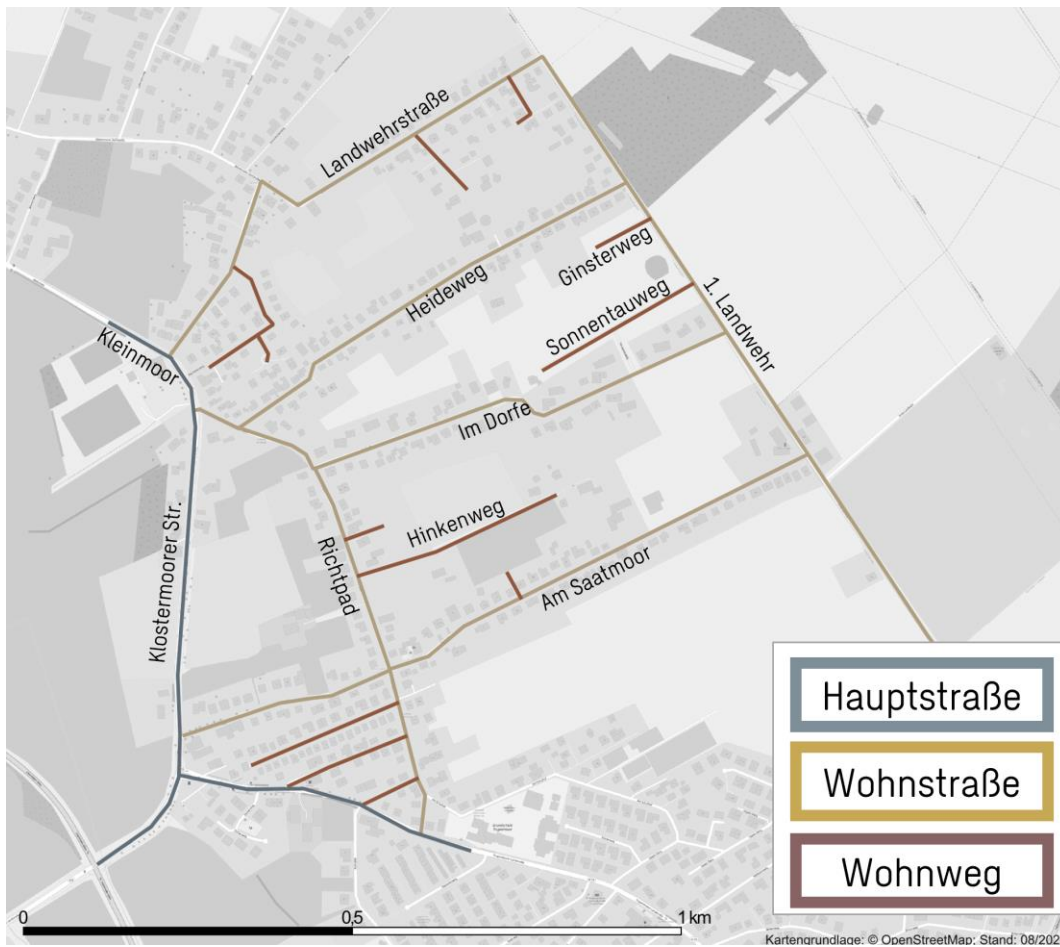 Landwehrstraße
Heideweg
Ginsterweg
Sonnentauweg
1. Landwehr
Kleinmoor
Im Dorfe
Klostermoorer Str.
Hinkenweg
Richtpad
Am Saatmoor
Hauptstraße
Wohnstraße
Wohnweg
0
0,5
1 km
Kartengrundlage: © OpenStreetMap; Stand: 08/202